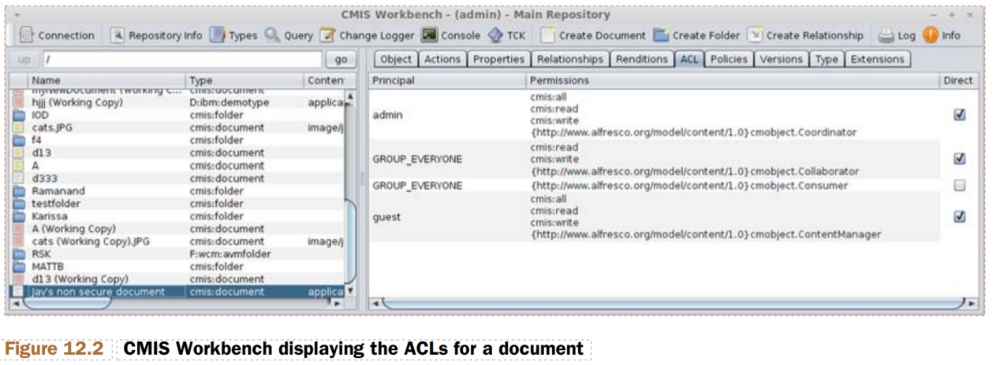 CMIS Workbench - (admin) - Main Repository
Connection Repository Info Types Query Change Logger Console TCK Create Document Create Folder Create Relationship Log Info
up / go Object Actions Properties Relationships Renditions ACL Policies Versions Type Extensions
Name Type Conten
myNewDocument (Working C... cmis:document
hjjj (Working Copy) D:ibm:demotype applica
IOD cmis:folder
cats.JPG cmis:document image/j
f4 cmis:folder
d13 cmis:document
A cmis:document
d333 cmis:document
Ramanand cmis:folder
testfolder cmis:folder
Karissa cmis:folder
A (Working Copy) cmis:document
cats (Working Copy).JPG cmis:document image/j
RSK F:wcm:avmfolder
MATTB cmis:folder
d13 (Working Copy) cmis:document
Jay's non secure document cmis:document applica
Principal Permissions Direct
cmis:all
cmis:read
admin
cmis:write
{http://www.alfresco.org/model/content/1.0}cmobject.Coordinator
cmis:read
GROUP_EVERYONE cmis:write
{http://www.alfresco.org/model/content/1.0}cmobject.Collaborator
GROUP_EVERYONE {http://www.alfresco.org/model/content/1.0}cmobject.Consumer
cmis:all
cmis:read
guest
cmis:write
{http://www.alfresco.org/model/content/1.0}cmobject.ContentManager
Figure 12.2 CMIS Workbench displaying the ACLs for a document